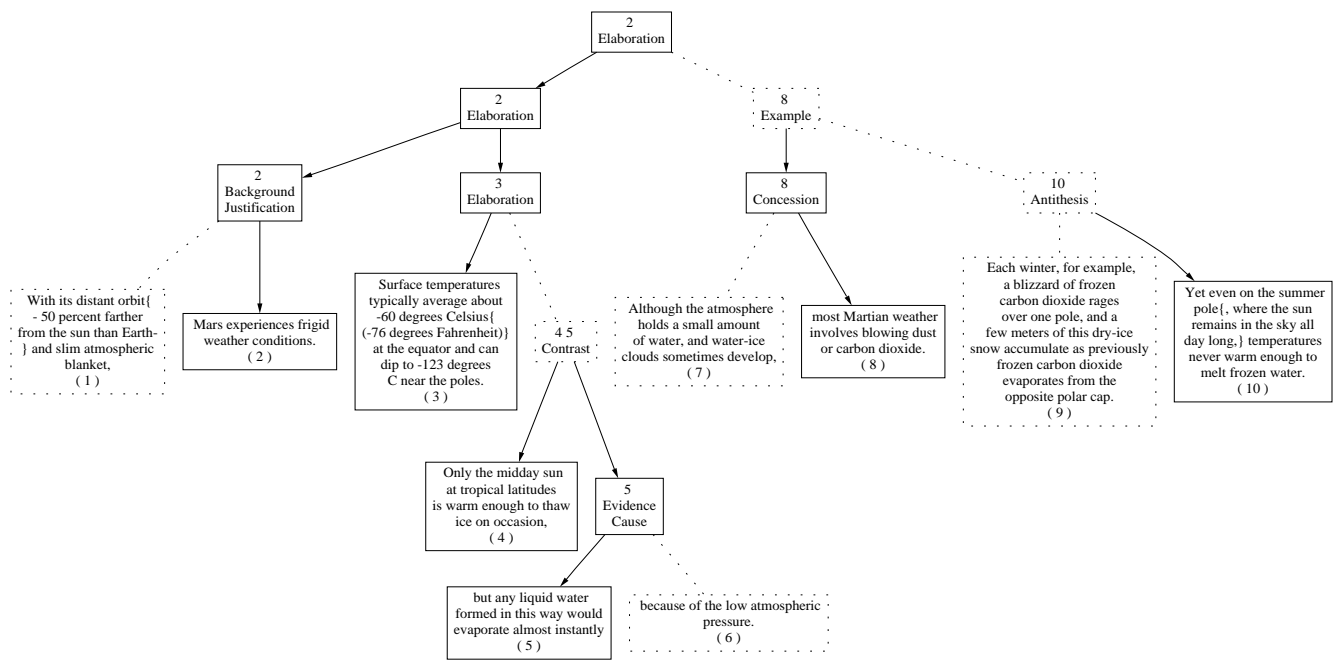 2
Elaboration
2
Elaboration
8
Example
2
Background
Justification
3
Elaboration
8
Concession
10
Antithesis
With its distant orbit{
- 50 percent farther
from the sun than Earth-
} and slim atmospheric
blanket,
( 1 )
Mars experiences frigid
weather conditions.
( 2 )
Surface temperatures
typically average about
-60 degrees Celsius{
(-76 degrees Fahrenheit)}
at the equator and can
dip to -123 degrees
C near the poles.
( 3 )
4 5
Contrast
Although the atmosphere
holds a small amount
of water, and water-ice
clouds sometimes develop,
( 7 )
most Martian weather
involves blowing dust
or carbon dioxide.
( 8 )
Each winter, for example,
a blizzard of frozen
carbon dioxide rages
over one pole, and a
few meters of this dry-ice
snow accumulate as previously
frozen carbon dioxide
evaporates from the
opposite polar cap.
( 9 )
Yet even on the summer
pole{, where the sun
remains in the sky all
day long,} temperatures
never warm enough to
melt frozen water.
( 10 )
Only the midday sun
at tropical latitudes
is warm enough to thaw
ice on occasion,
( 4 )
5
Evidence
Cause
but any liquid water
formed in this way would
evaporate almost instantly
( 5 )
because of the low atmospheric
pressure.
( 6 )